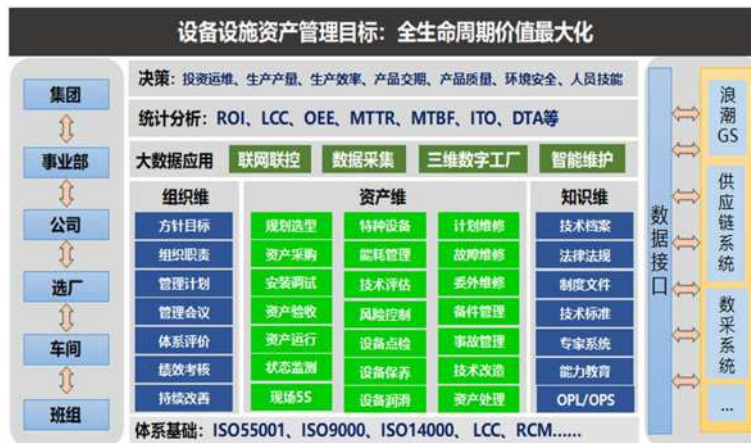 设备设施资产管理目标：全生命周期价值最大化
集团
事业部
公司
选厂
车间
班组
决策：投资运维、生产产量、生产效率、产品交期、产品质量、环境安全、人员技能
统计分析：ROI、LCC、OEE、MTTR、MTBF、ITO、DTA等
大数据应用 联网联控 数据采集 三维数字工厂 智能维护
组织维
方针目标
组织职责
管理计划
管理会议
体系评价
绩效考核
持续改善
资产维
规划选型 特种设备 计划维修
资产采购 能耗管理 故障维修
安装调试 技术评估 委外维修
资产验收 风险控制 备件管理
资产运行 设备点检 事故管理
状态监测 设备保养 技术改造
现场5S 设备润滑 资产处理
知识维
技术档案
法律法规
制度文件
技术标准
专家系统
能力教育
OPL/OPS
体系基础：ISO55001、ISO9000、ISO14000、LCC、RCM……
数据接口
浪潮GS
供应链系统
数采系统
...